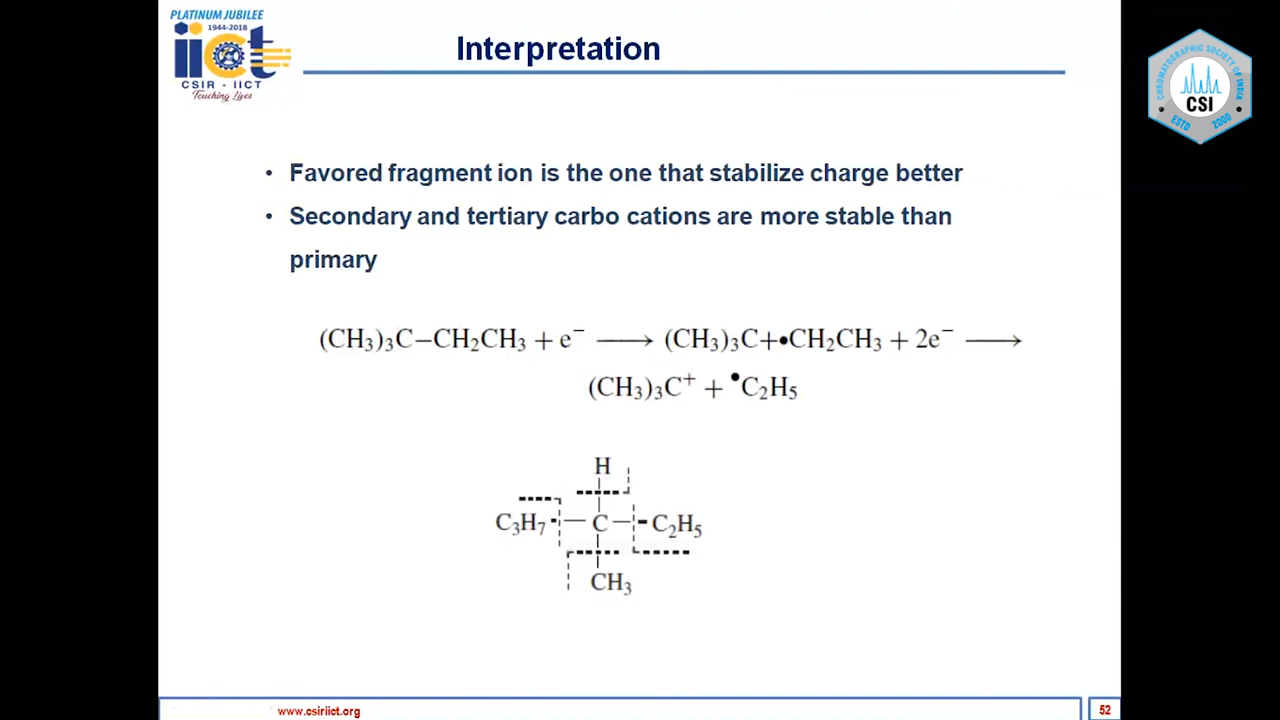 PLATINUM JUBILEE
1944-2018
iict
CSIR - IICT
Touching Lives
Interpretation
CHROMATOGRAPHIC SOCIETY OF INDIA
CSI
ESTD 2000
• Favored fragment ion is the one that stabilize charge better
• Secondary and tertiary carbo cations are more stable than
primary
(CH₃)₃C−CH₂CH₃ + e⁻ ⟶ (CH₃)₃C+•CH₂CH₃ + 2e⁻ ⟶
(CH₃)₃C⁺ + •C₂H₅
H
C₃H₇ — C — C₂H₅
CH₃
www.csiriict.org
52